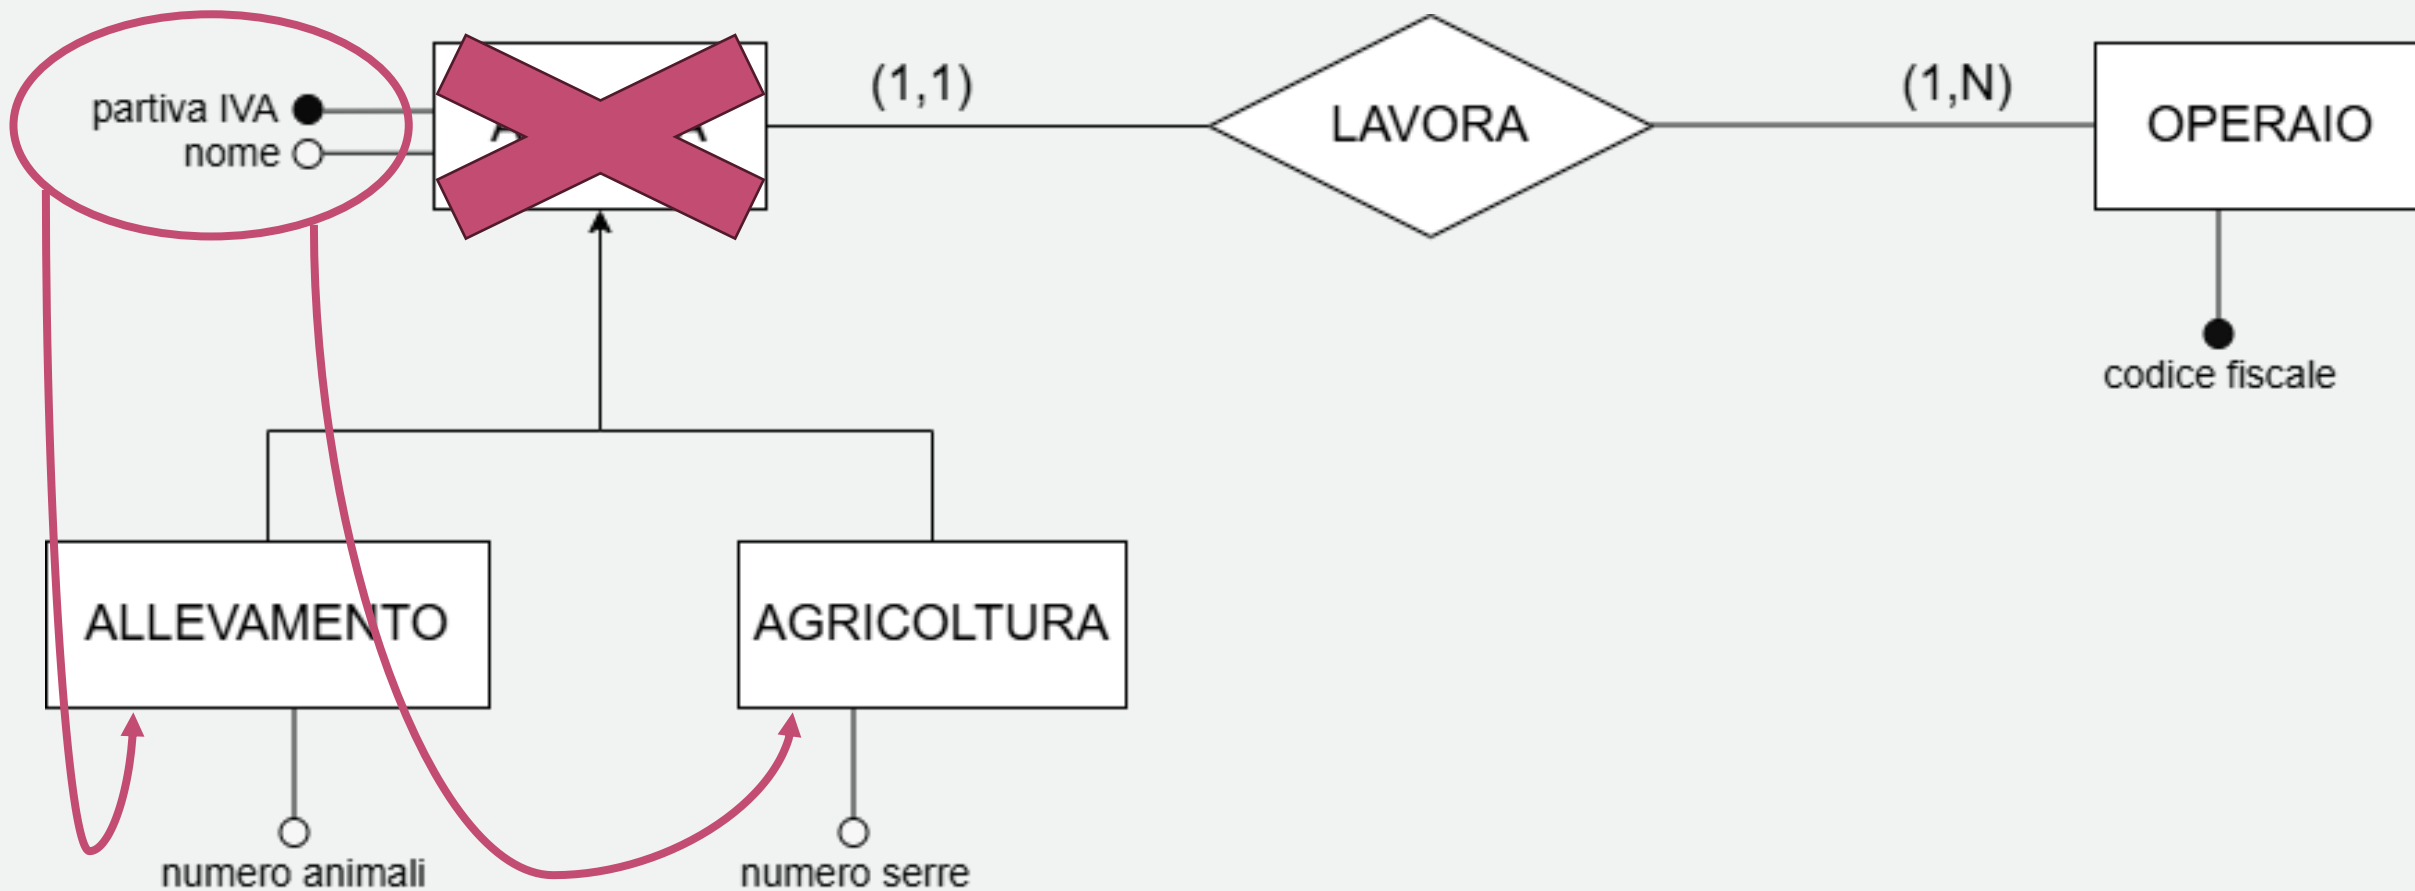 partiva IVA
nome
(1,1)
LAVORA
(1,N)
OPERAIO
codice fiscale
ALLEVAMENTO
AGRICOLTURA
numero animali
numero serre